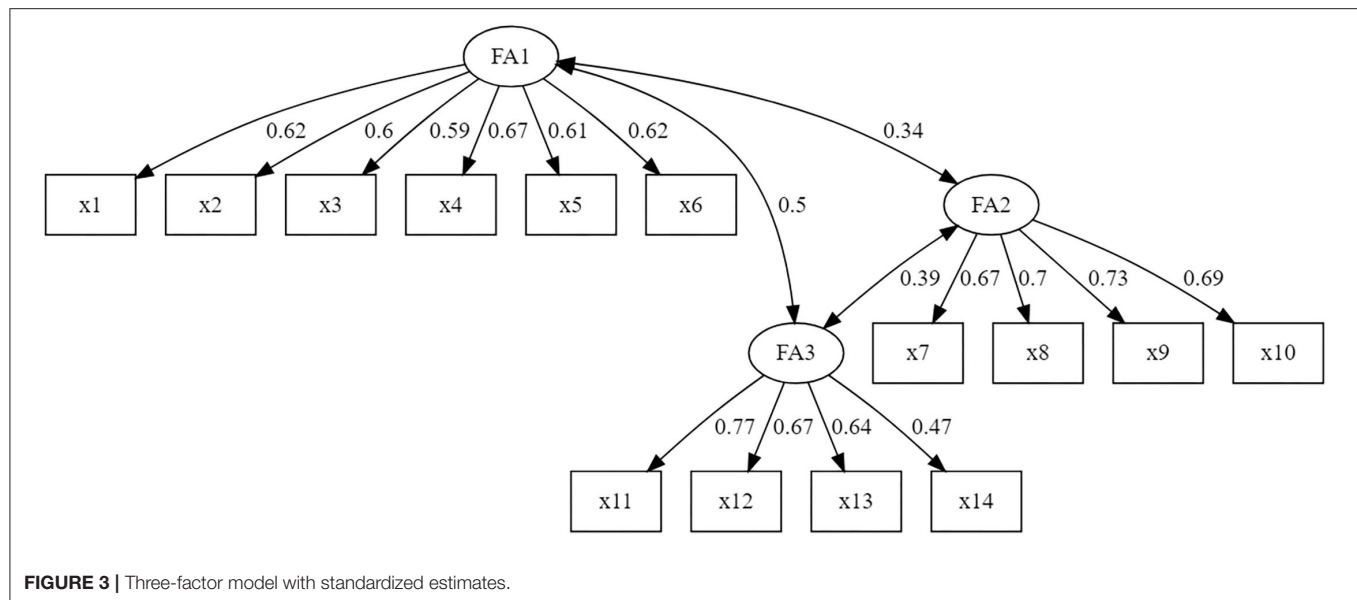 FA1
0.62 0.6 0.59 0.67 0.61 0.62 0.34
x1 x2 x3 x4 x5 x6 0.5 FA2
0.39 0.67 0.7 0.73 0.69
FA3 x7 x8 x9 x10
0.77 0.67 0.64 0.47
x11 x12 x13 x14
FIGURE 3 | Three-factor model with standardized estimates.